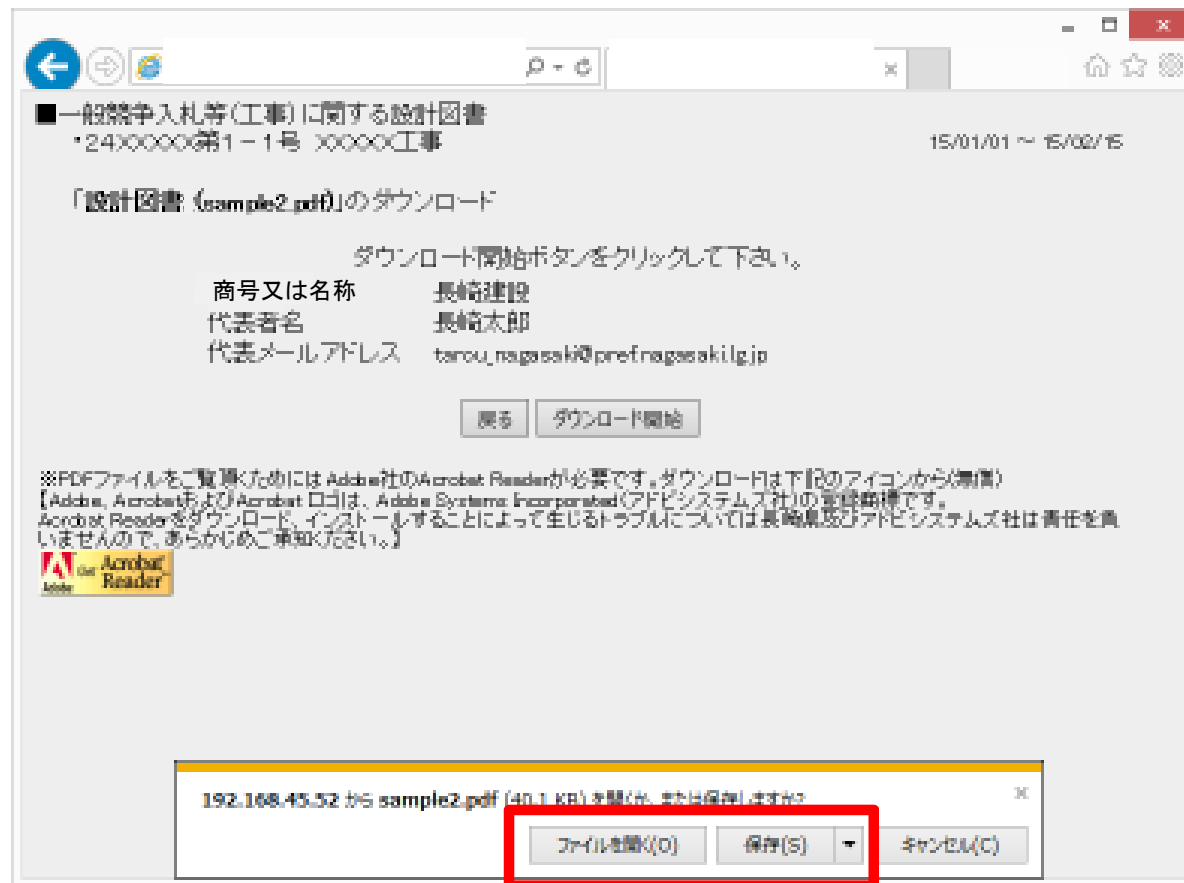 ■一般競争入札等(工事)に関する設計図書
・24XXXXX第1-1号 XXXXX工事
15/01/01 ~ 15/02/15
「設計図書 (sample2.pdf)」のダウンロード
ダウンロード開始ボタンをクリックして下さい。
商号又は名称 長崎建設
代表者名 長崎太郎
代表メールアドレス tarou_nagasaki@pref.nagasaki.lg.jp
戻る ダウンロード開始
※PDFファイルをご覧頂くためには Adobe社のAcrobat Readerが必要です。ダウンロードは下記のアイコンから(無償)
【Adobe、AcrobatおよびAcrobat ロゴは、Adobe Systems Incorporated(アドビシステムズ社)の登録商標です。
Acrobat Readerをダウンロード、インストールすることによって生じるトラブルについては長崎県及びアドビシステムズ社は責任を負
いませんので、あらかじめご承知ください。】
Adobe Get Acrobat Reader
192.168.45.52 から sample2.pdf (40.1 KB) を開くか、または保存しますか?
ファイルを開く(O) 保存(S) キャンセル(C)